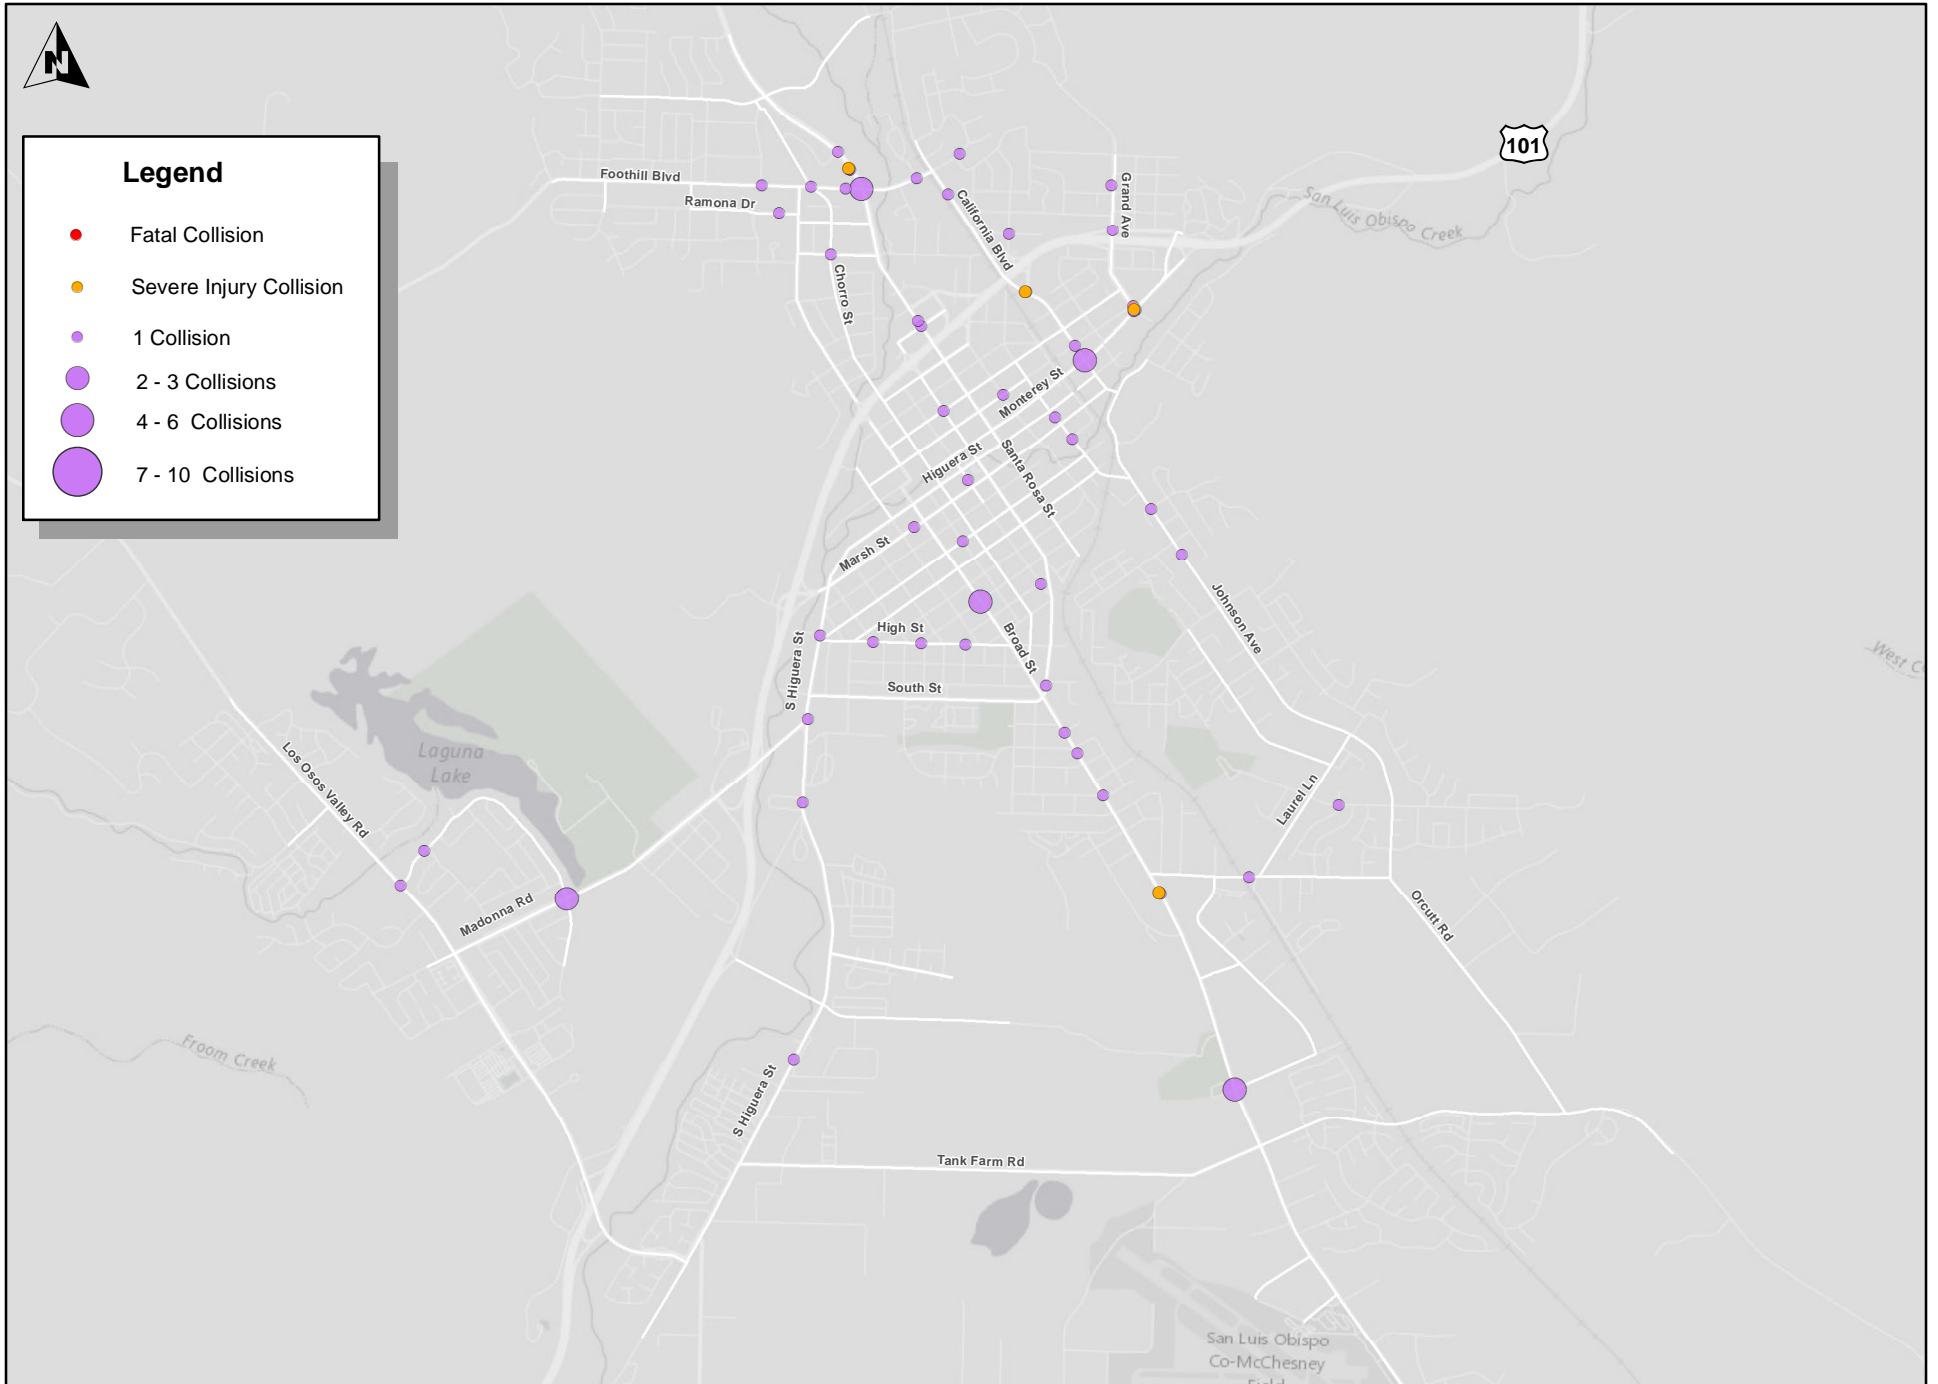 N
101
Legend
Fatal Collision
Severe Injury Collision
1 Collision
2 - 3 Collisions
4 - 6 Collisions
7 - 10 Collisions
Foothill Blvd
Ramona Dr
Chorro St
California Blvd
Grand Ave
San Luis Obispo Creek
Monterey St
Higuera St
Santa Rosa St
Marsh St
High St
Broad St
Johnson Ave
S Higuera St
South St
West C
Laguna
Lake
Los Osos Valley Rd
Laurel Ln
Madonna Rd
Orcutt Rd
Froom Creek
S Higuera St
Tank Farm Rd
San Luis Obispo
Co-McChesney
Field